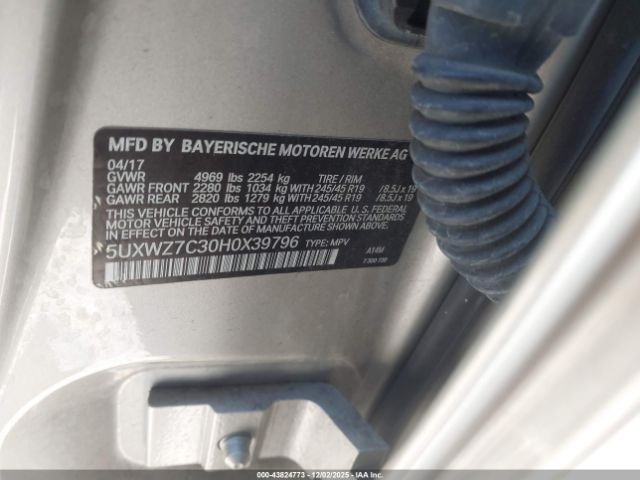 MFD BY BAYERISCHE MOTOREN WERKE AG
04/17
GVWR 4969 lbs 2254 kg TIRE / RIM
GAWR FRONT 2280 lbs 1034 kg WITH 245/45 R19 / 8.5J x 19
GAWR REAR 2820 lbs 1279 kg WITH 245/45 R19 / 8.5J x 19
THIS VEHICLE CONFORMS TO ALL APPLICABLE U.S. FEDERAL
MOTOR VEHICLE SAFETY AND THEFT PREVENTION STANDARDS IN
EFFECT ON THE DATE OF MANUFACTURE SHOWN ABOVE.
5UXWZ7C30H0X39796 TYPE: MPV
000-43824773 - 12/02/2025 - IAAI.COM